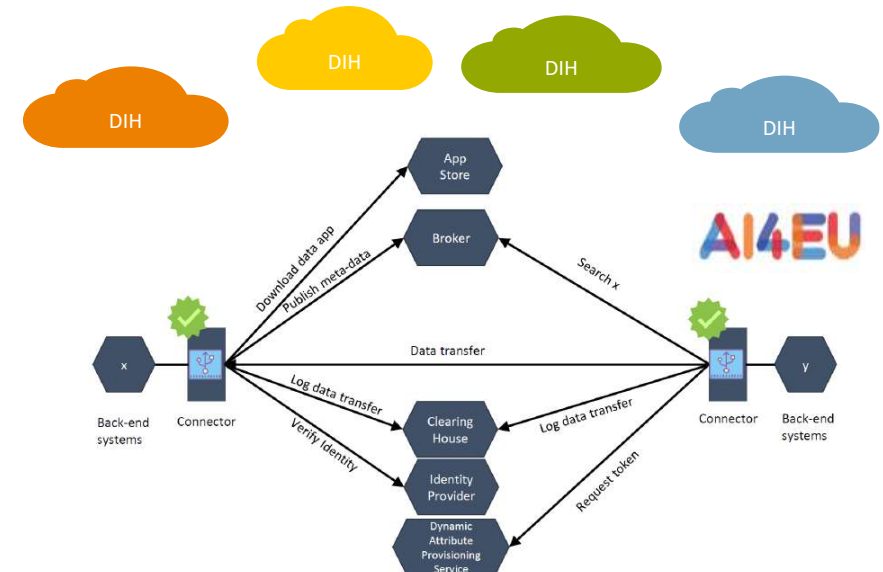 DIH
DIH
DIH
DIH
App
Store
AI4EU
Broker
Download data app
Publish meta-data
Search x
Data transfer
x
y
Back-end
systems
Connector
Connector
Back-end
systems
Log data transfer
Log data transfer
Clearing
House
Verify Identity
Identity
Provider
Request token
Dynamic
Attribute
Provisioning
Service